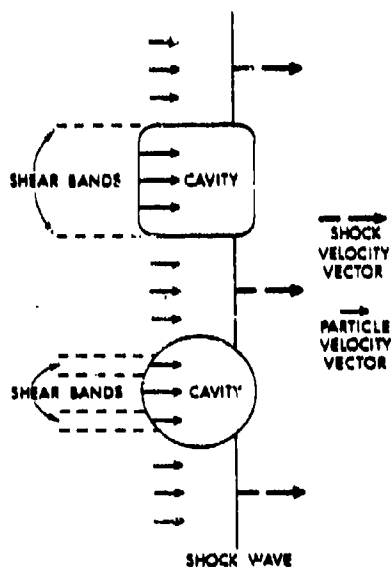 SHEAR BANDS
CAVITY
SHOCK
VELOCITY
VECTOR
PARTICLE
VELOCITY
VECTOR
SHEAR BANDS
CAVITY
SHOCK WAVE